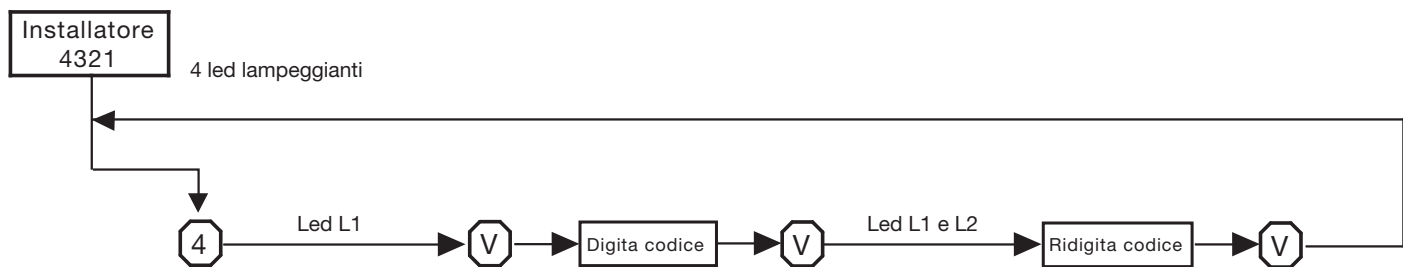 Installatore
4321
4 led lampeggianti
4
Led L1
V
Digita codice
V
Led L1 e L2
Ridigita codice
V